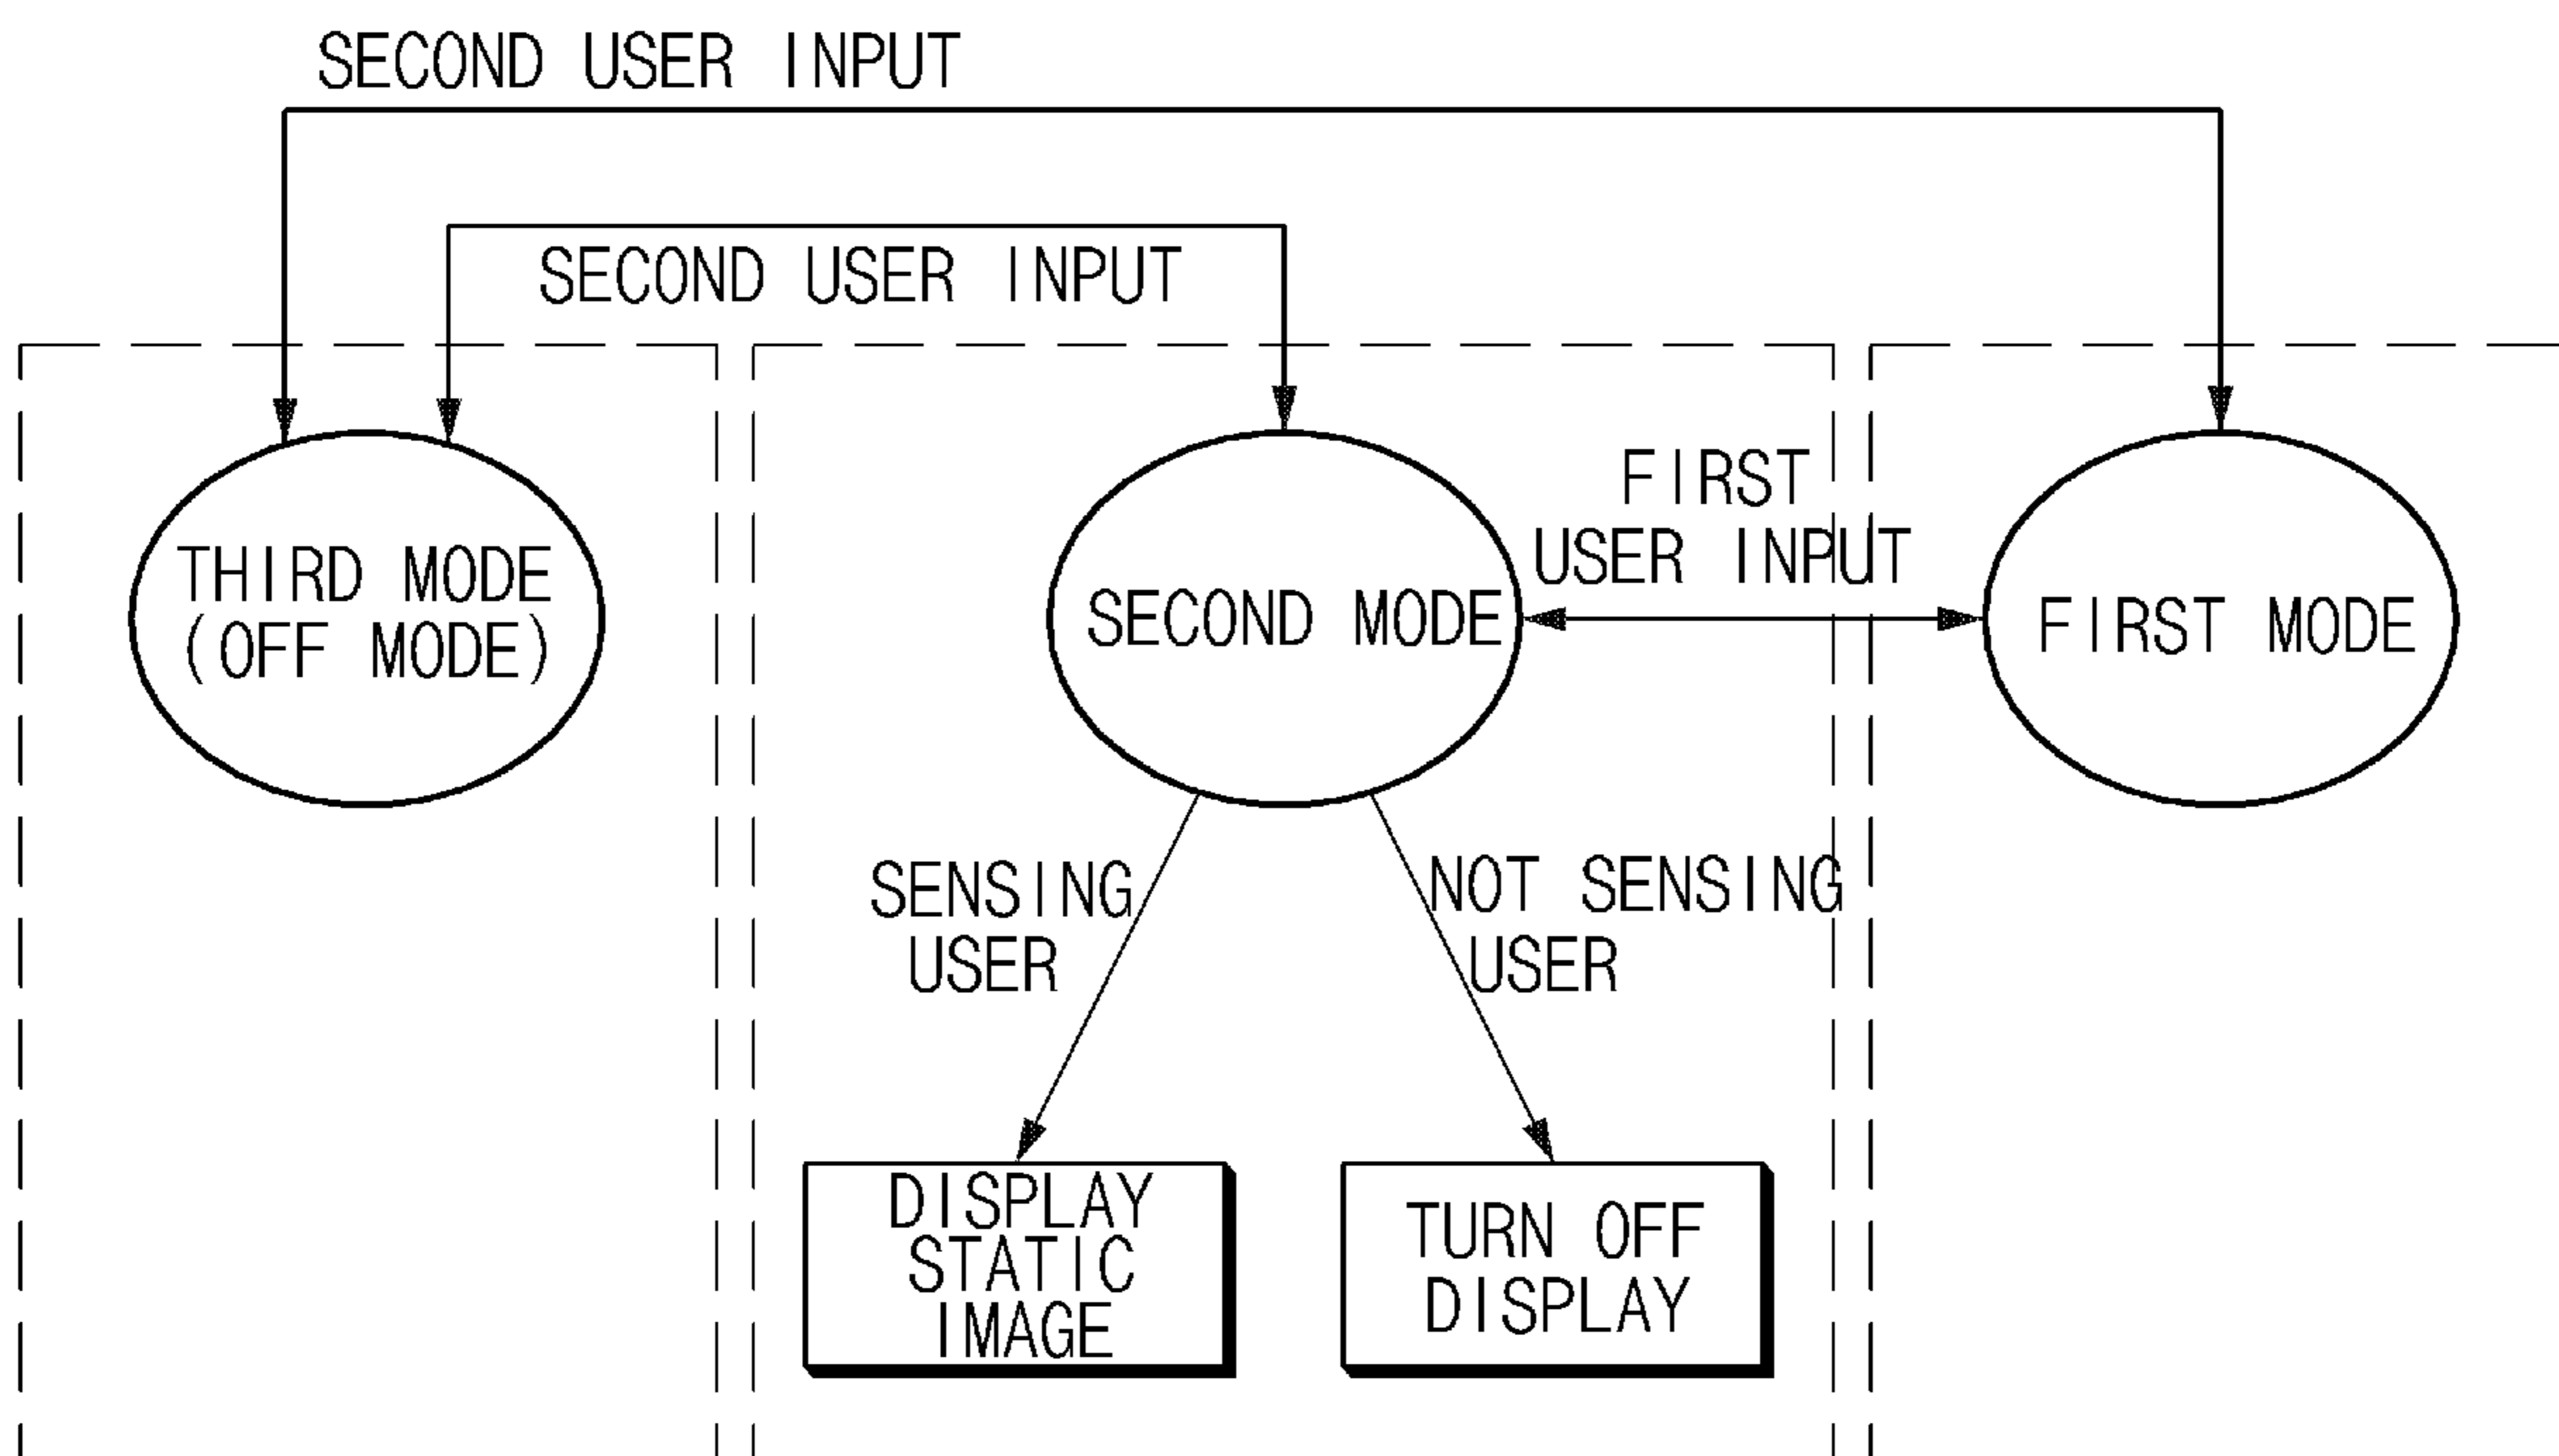 SECOND USER INPUT
SECOND USER INPUT
FIRST
USER INPUT
THIRD MODE
(OFF MODE)
SECOND MODE
FIRST MODE
SENSING
USER
NOT SENSING
USER
DISPLAY
STATIC
IMAGE
TURN OFF
DISPLAY